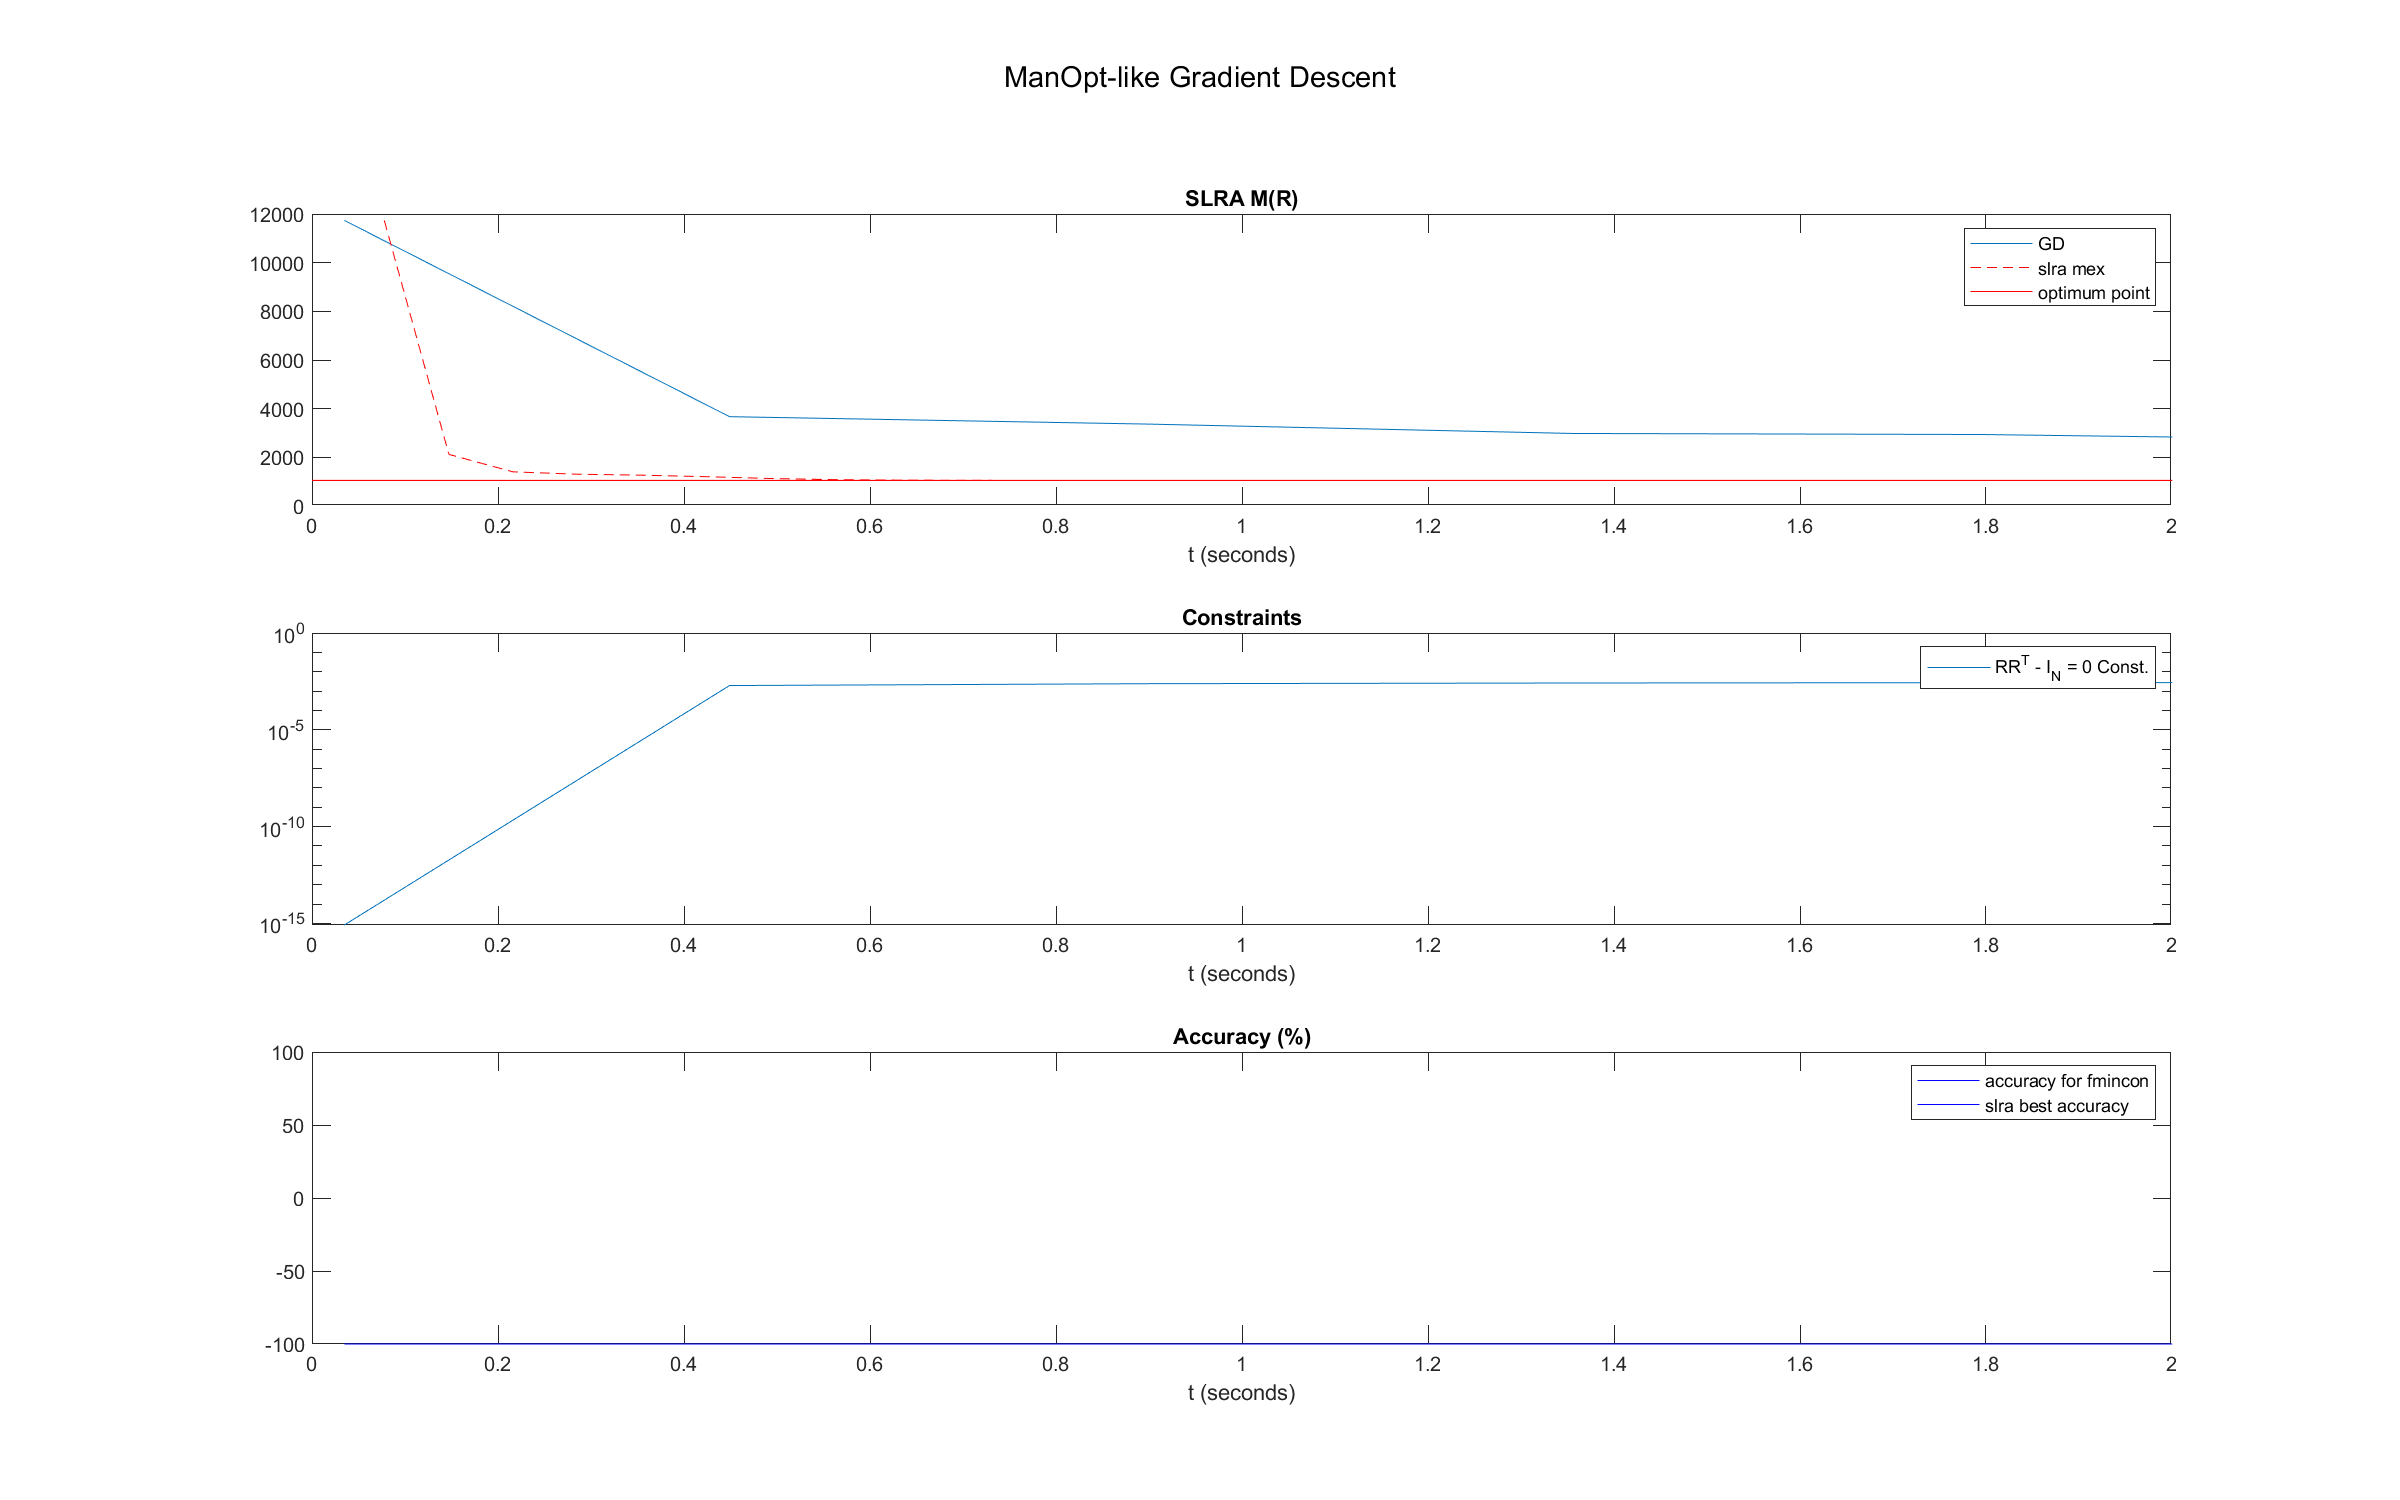 ManOpt-like Gradient Descent
SLRA M(R)
12000
10000
8000
6000
4000
2000
0
GD
slra mex
optimum point
0 0.2 0.4 0.6 0.8 1 1.2 1.4 1.6 1.8 2
t (seconds)
Constraints
10^0
10^-5
10^-10
10^-15
RR^T - I_N = 0 Const.
0 0.2 0.4 0.6 0.8 1 1.2 1.4 1.6 1.8 2
t (seconds)
Accuracy (%)
100
50
0
-50
-100
accuracy for fmincon
slra best accuracy
0 0.2 0.4 0.6 0.8 1 1.2 1.4 1.6 1.8 2
t (seconds)